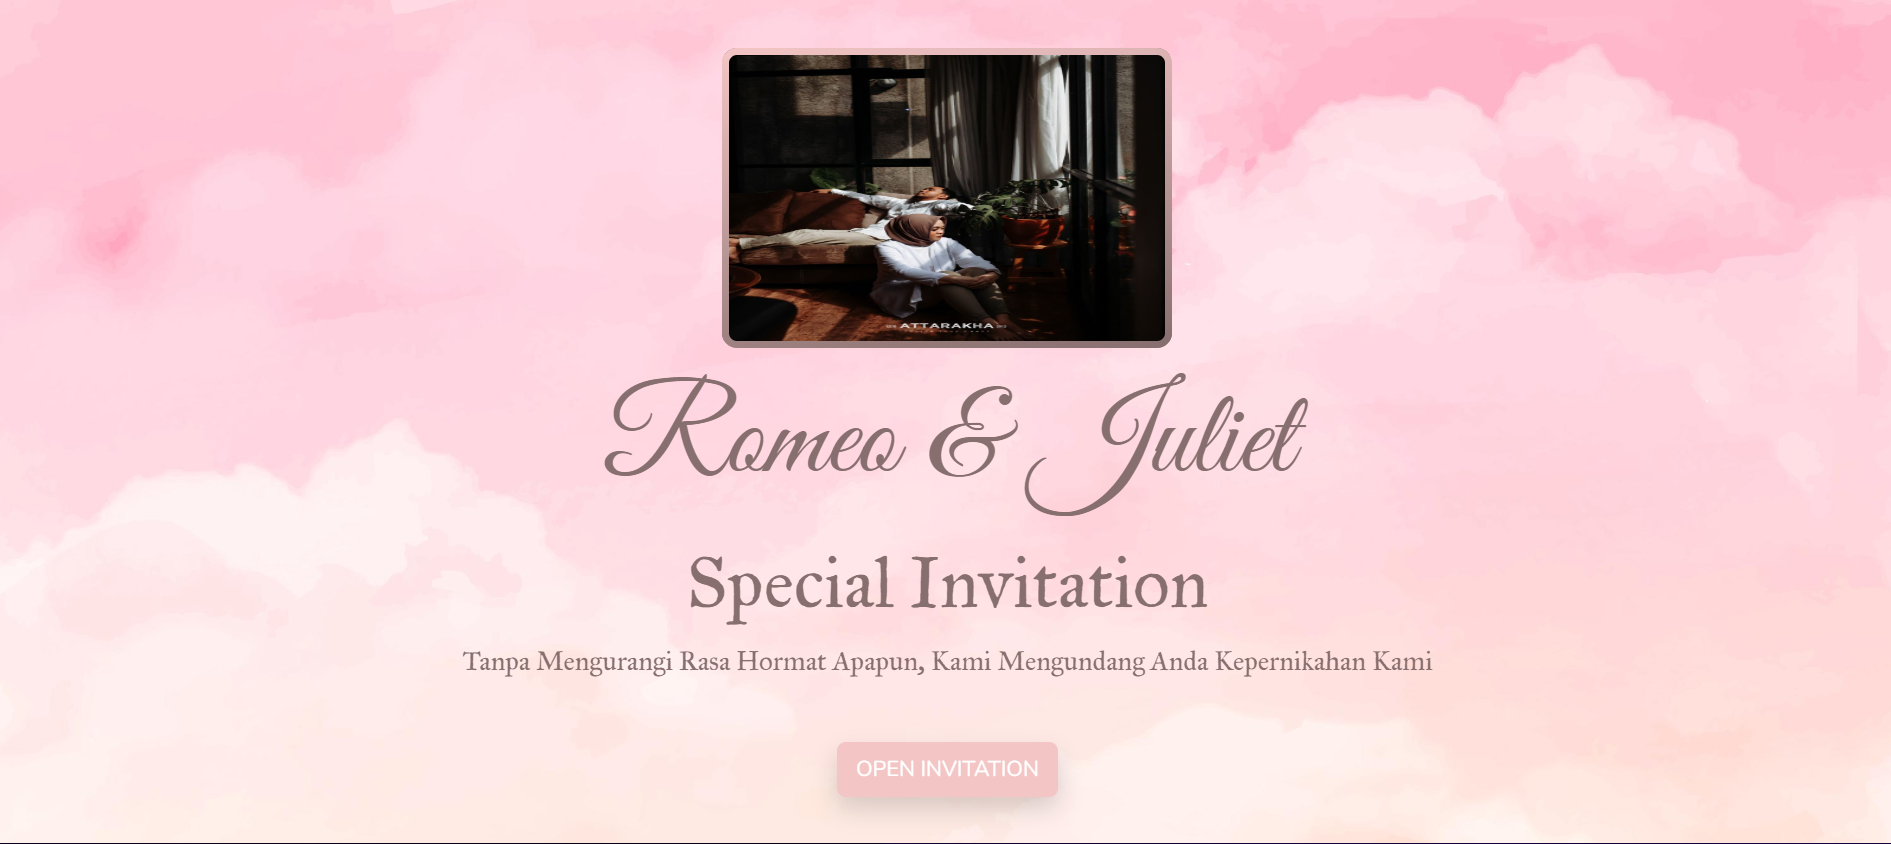 ATTARAKHA
Romeo & Juliet
Special Invitation
Tanpa Mengurangi Rasa Hormat Apapun, Kami Mengundang Anda Kepernikahan Kami
OPEN INVITATION